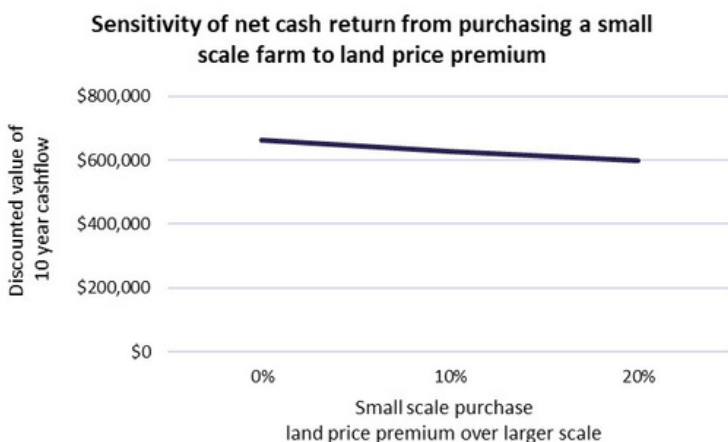 Sensitivity of net cash return from purchasing a small
scale farm to land price premium
Discounted value of
10 year cashflow
$800,000
$600,000
$400,000
$200,000
$0
0%
10%
20%
Small scale purchase
land price premium over larger scale